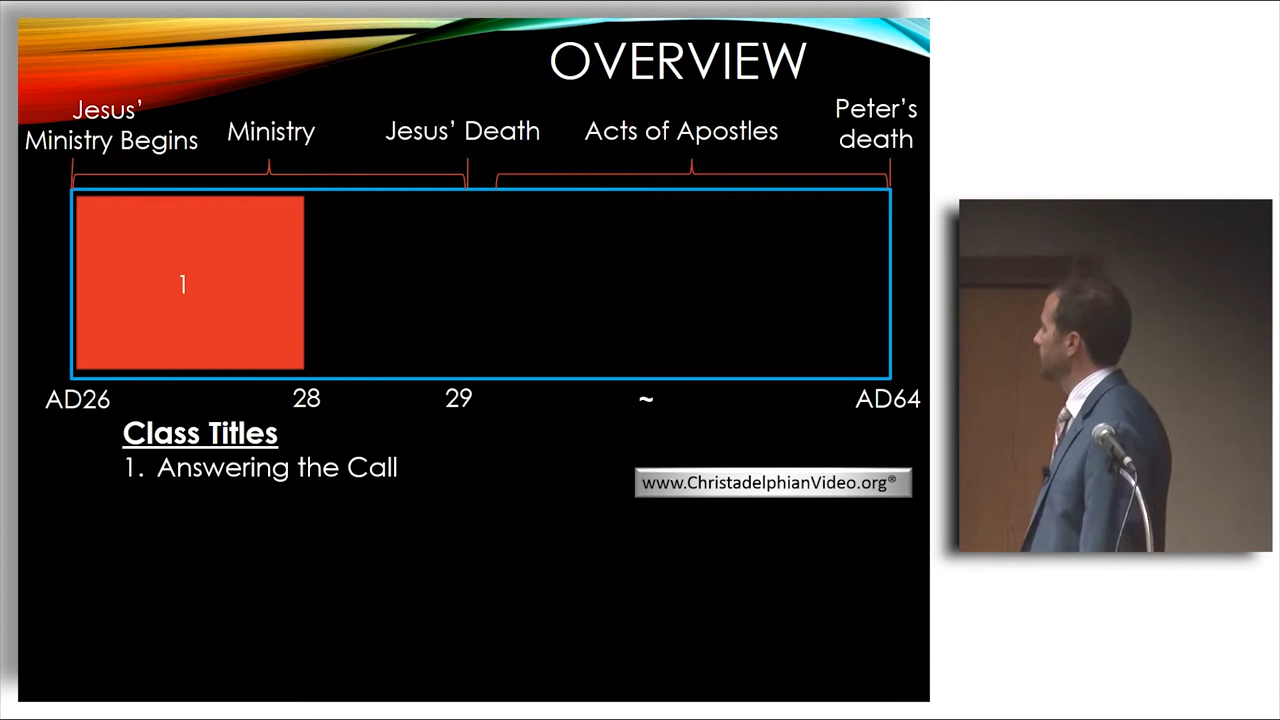 OVERVIEW
Jesus’
Ministry Begins
Ministry
Jesus’ Death
Acts of Apostles
Peter’s
death
1
AD26
28
29
~
AD64
Class Titles
1. Answering the Call
www.ChristadelphianVideo.org®